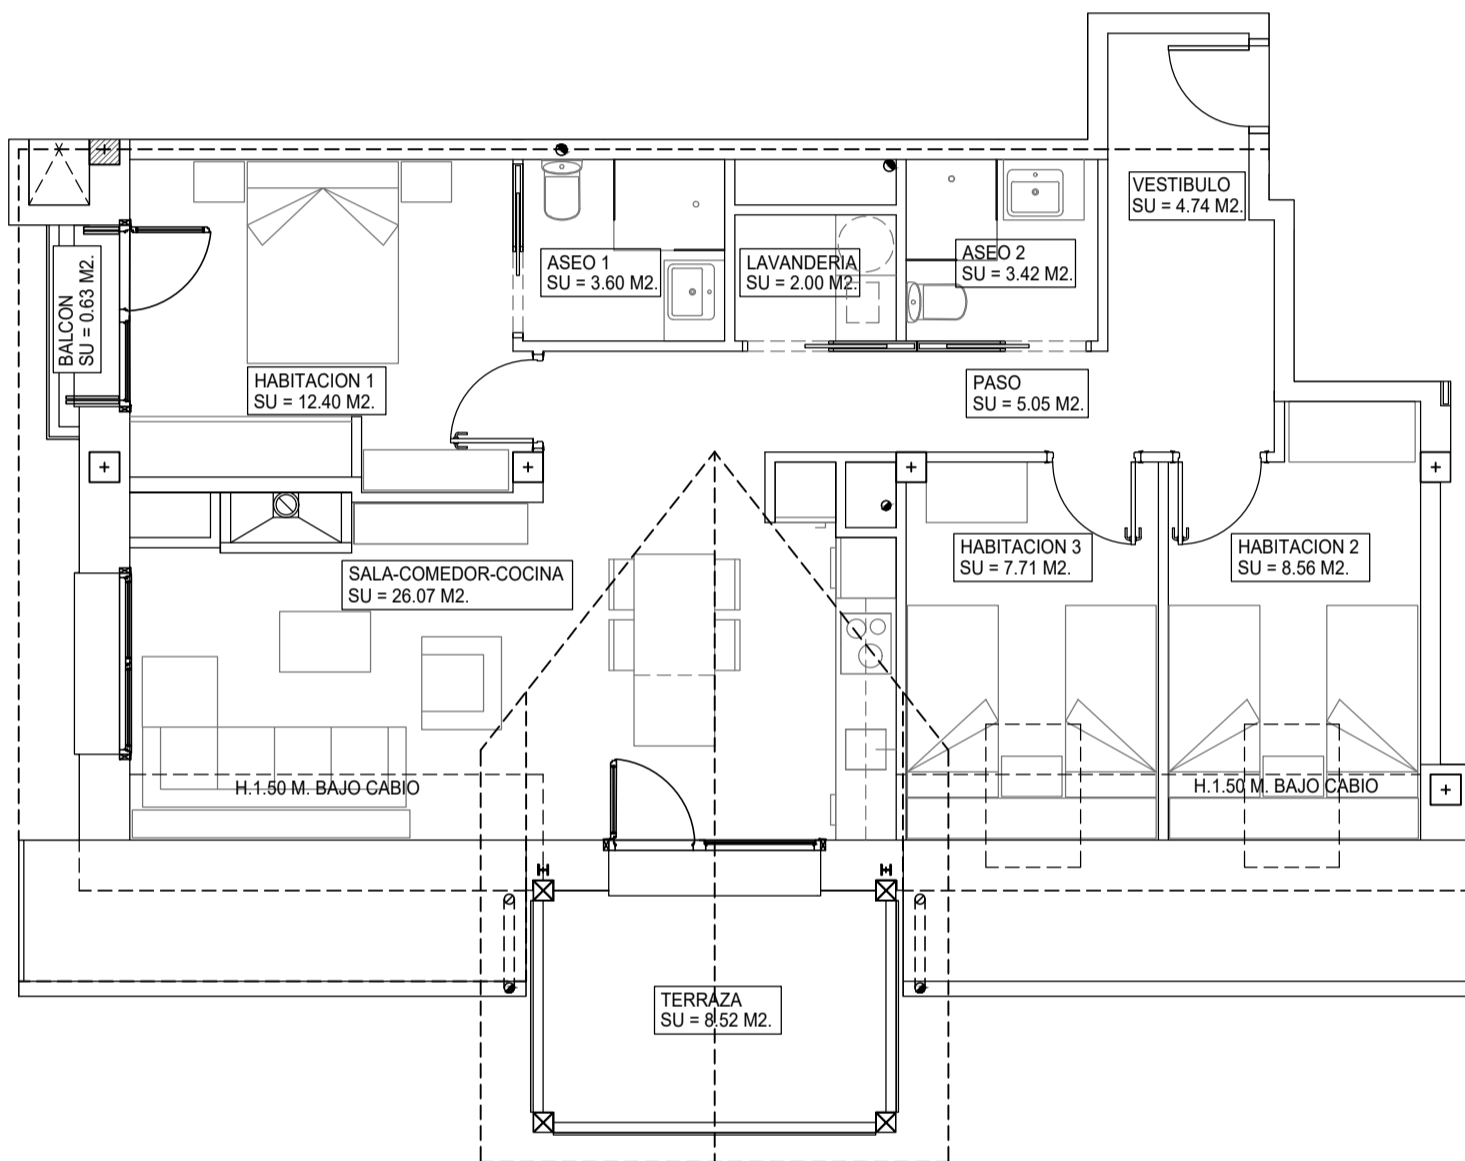 VESTIBULO
SU = 4.74 M2.
ASEO 1
SU = 3.60 M2.
LAVANDERIA
SU = 2.00 M2.
ASEO 2
SU = 3.42 M2.
BALCON
SU = 0.63 M2.
HABITACION 1
SU = 12.40 M2.
PASO
SU = 5.05 M2.
SALA-COMEDOR-COCINA
SU = 26.07 M2.
HABITACION 3
SU = 7.71 M2.
HABITACION 2
SU = 8.56 M2.
H.1.50 M. BAJO CABIO
H.1.50 M. BAJO CABIO
TERRAZA
SU = 8.52 M2.